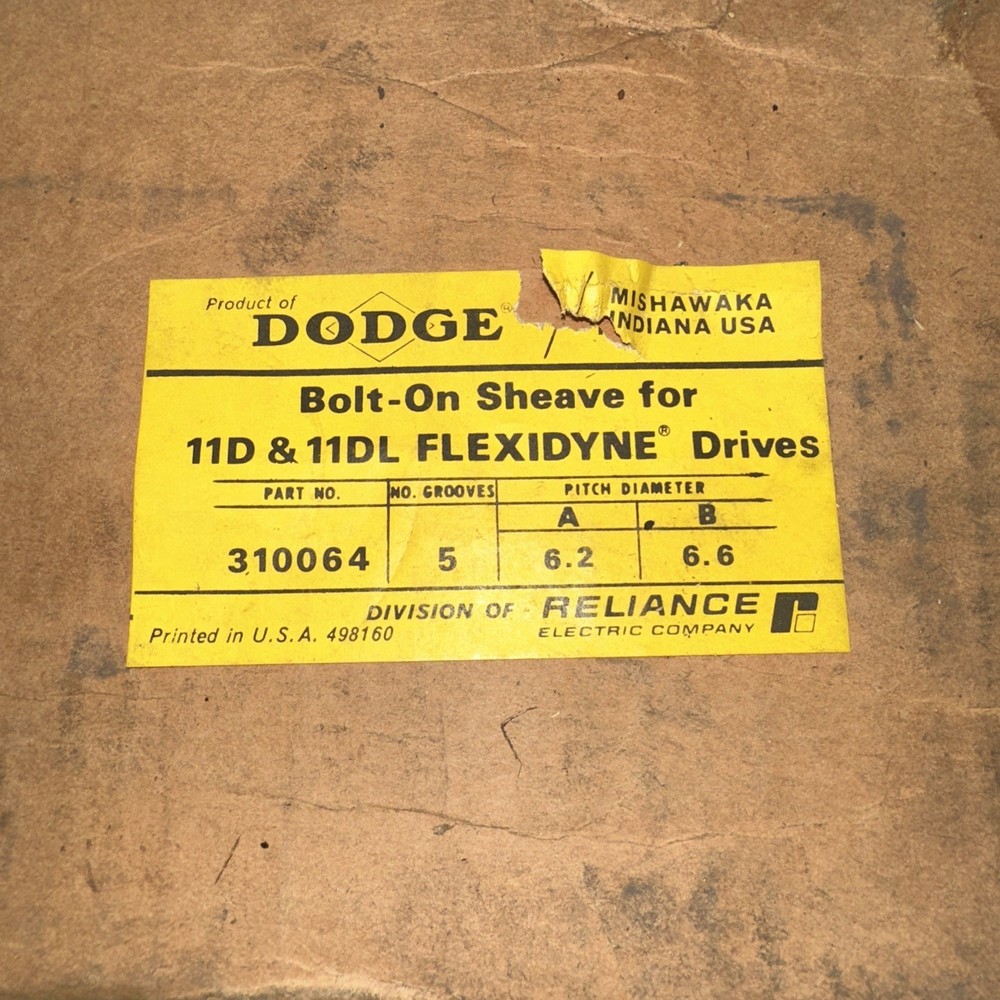 Product of
DODGE®
MISHAWAKA
INDIANA USA
Bolt-On Sheave for
11D & 11DL FLEXIDYNE® Drives
PART NO. NO. GROOVES PITCH DIAMETER
A B
310064 5 6.2 6.6
DIVISION OF RELIANCE
ELECTRIC COMPANY
Printed in U.S.A. 498160